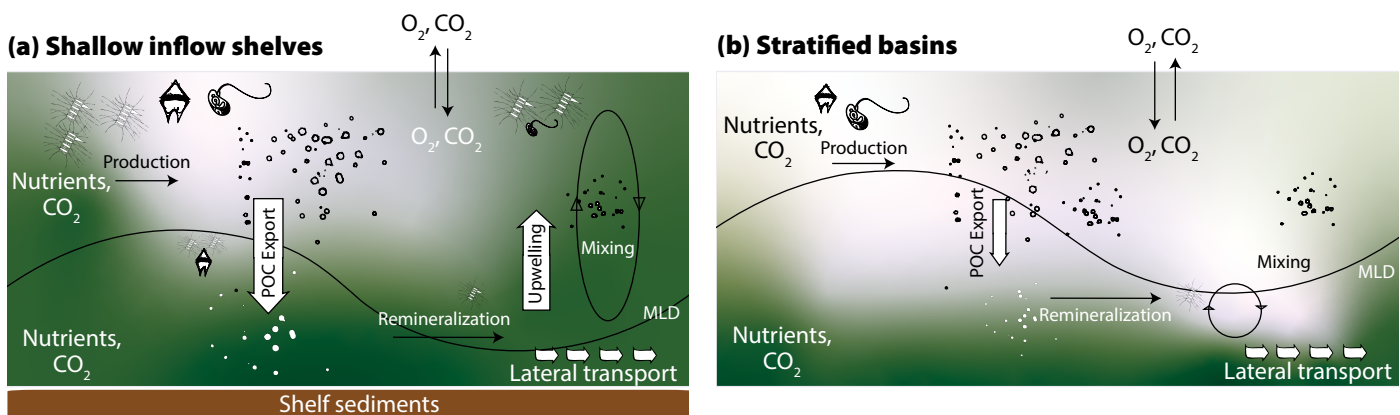 (a) Shallow inflow shelves
O₂, CO₂
O₂, CO₂
Production
Nutrients,
CO₂
POC Export
Upwelling
Mixing
MLD
Remineralization
Nutrients,
CO₂
Lateral transport
Shelf sediments
(b) Stratified basins
O₂, CO₂
O₂, CO₂
Nutrients,
CO₂
Production
POC Export
Mixing
MLD
Remineralization
Nutrients,
CO₂
Lateral transport